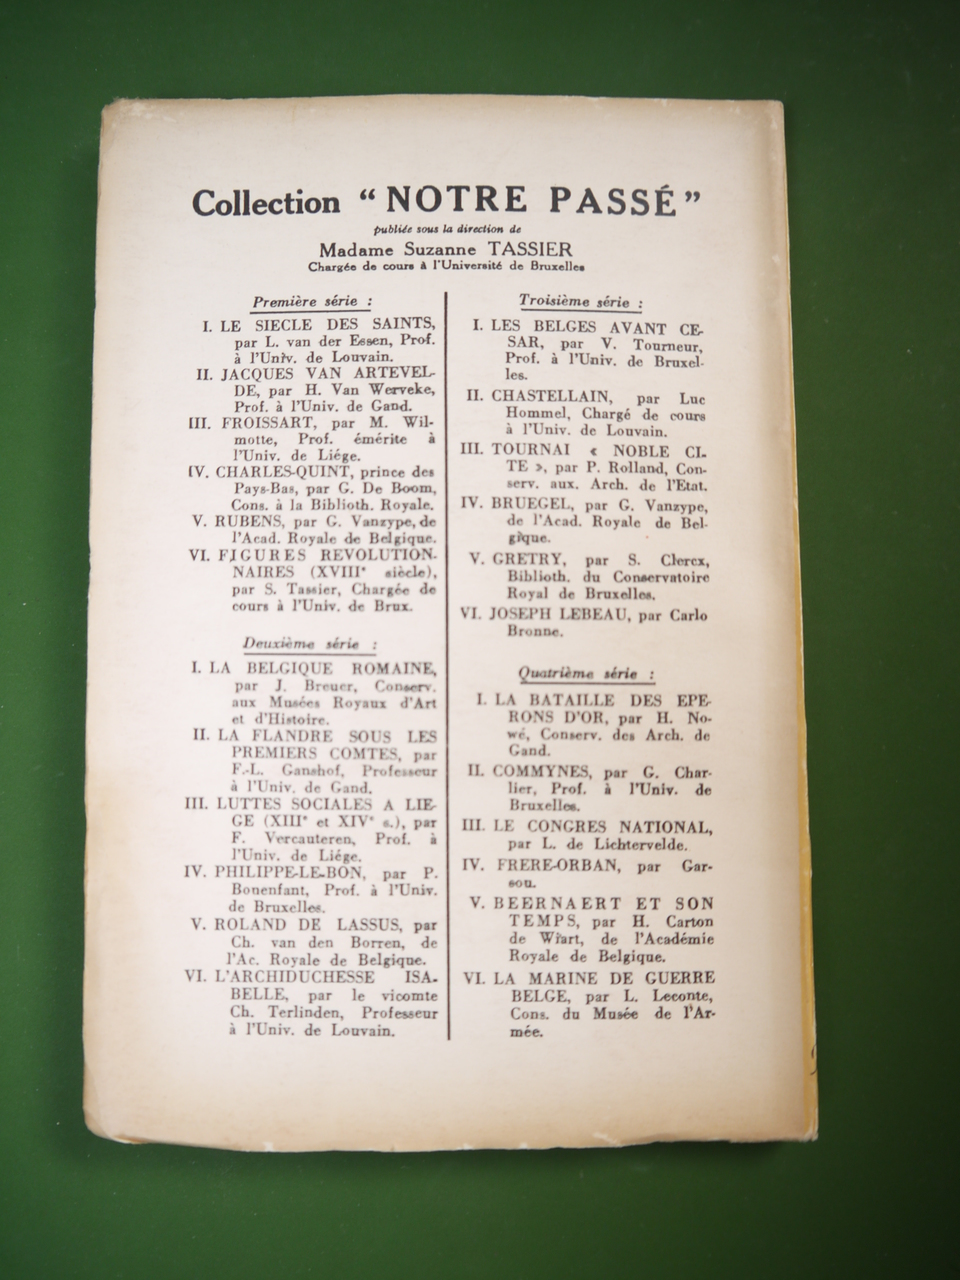 Collection “ NOTRE PASSÉ ”
publiée sous la direction de
Madame Suzanne TASSIER
Chargée de cours à l'Université de Bruxelles
Première série :
I. LE SIECLE DES SAINTS,
par L. van der Essen, Prof.
à l'Univ. de Louvain.
II. JACQUES VAN ARTEVEL-
DE, par H. Van Werveke,
Prof. à l'Univ. de Gand.
III. FROISSART, par M. Wil-
motte, Prof. émérite à
l'Univ. de Liége.
IV. CHARLES-QUINT, prince des
Pays-Bas, par G. De Boom,
Cons. à la Biblioth. Royale.
V. RUBENS, par G. Vanzype, de
l'Acad. Royale de Belgique.
VI. FIGURES REVOLUTION-
NAIRES (XVIIIe siècle),
par S. Tassier, Chargée de
cours à l'Univ. de Brux.
Deuxième série :
I. LA BELGIQUE ROMAINE,
par J. Breuer, Conserv.
aux Musées Royaux d'Art
et d'Histoire.
II. LA FLANDRE SOUS LES
PREMIERS COMTES, par
F.-L. Ganshof, Professeur
à l'Univ. de Gand.
III. LUTTES SOCIALES A LIE-
GE (XIIIe et XIVe s.), par
F. Vercauteren, Prof. à
l'Univ. de Liége.
IV. PHILIPPE-LE-BON, par P.
Bonenfant, Prof. à l'Univ.
de Bruxelles.
V. ROLAND DE LASSUS, par
Ch. van den Borren, de
l'Ac. Royale de Belgique.
VI. L'ARCHIDUCHESSE ISA-
BELLE, par le vicomte
Ch. Terlinden, Professeur
à l'Univ. de Louvain.
Troisième série :
I. LES BELGES AVANT CE-
SAR, par V. Tourneur,
Prof. à l'Univ. de Bruxel-
les.
II. CHASTELLAIN, par Luc
Hommel, Chargé de cours
à l'Univ. de Louvain.
III. TOURNAI « NOBLE CI-
TE », par P. Rolland, Con-
serv. aux. Arch. de l'Etat.
IV. BRUEGEL, par G. Vanzype,
de l'Acad. Royale de Bel-
gique.
V. GRETRY, par S. Clercx,
Biblioth. du Conservatoire
Royal de Bruxelles.
VI. JOSEPH LEBEAU, par Carlo
Bronne.
Quatrième série :
I. LA BATAILLE DES EPE-
RONS D'OR, par H. No-
wé, Conserv. des Arch. de
Gand.
II. COMMYNES, par G. Char-
lier, Prof. à l'Univ. de
Bruxelles.
III. LE CONGRES NATIONAL,
par L. de Lichtervelde.
IV. FRERE-ORBAN, par Gar-
sou.
V. BEERNAERT ET SON
TEMPS, par H. Carton
de Wiart, de l'Académie
Royale de Belgique.
VI. LA MARINE DE GUERRE
BELGE, par L. Leconte,
Cons. du Musée de l'Ar-
mée.